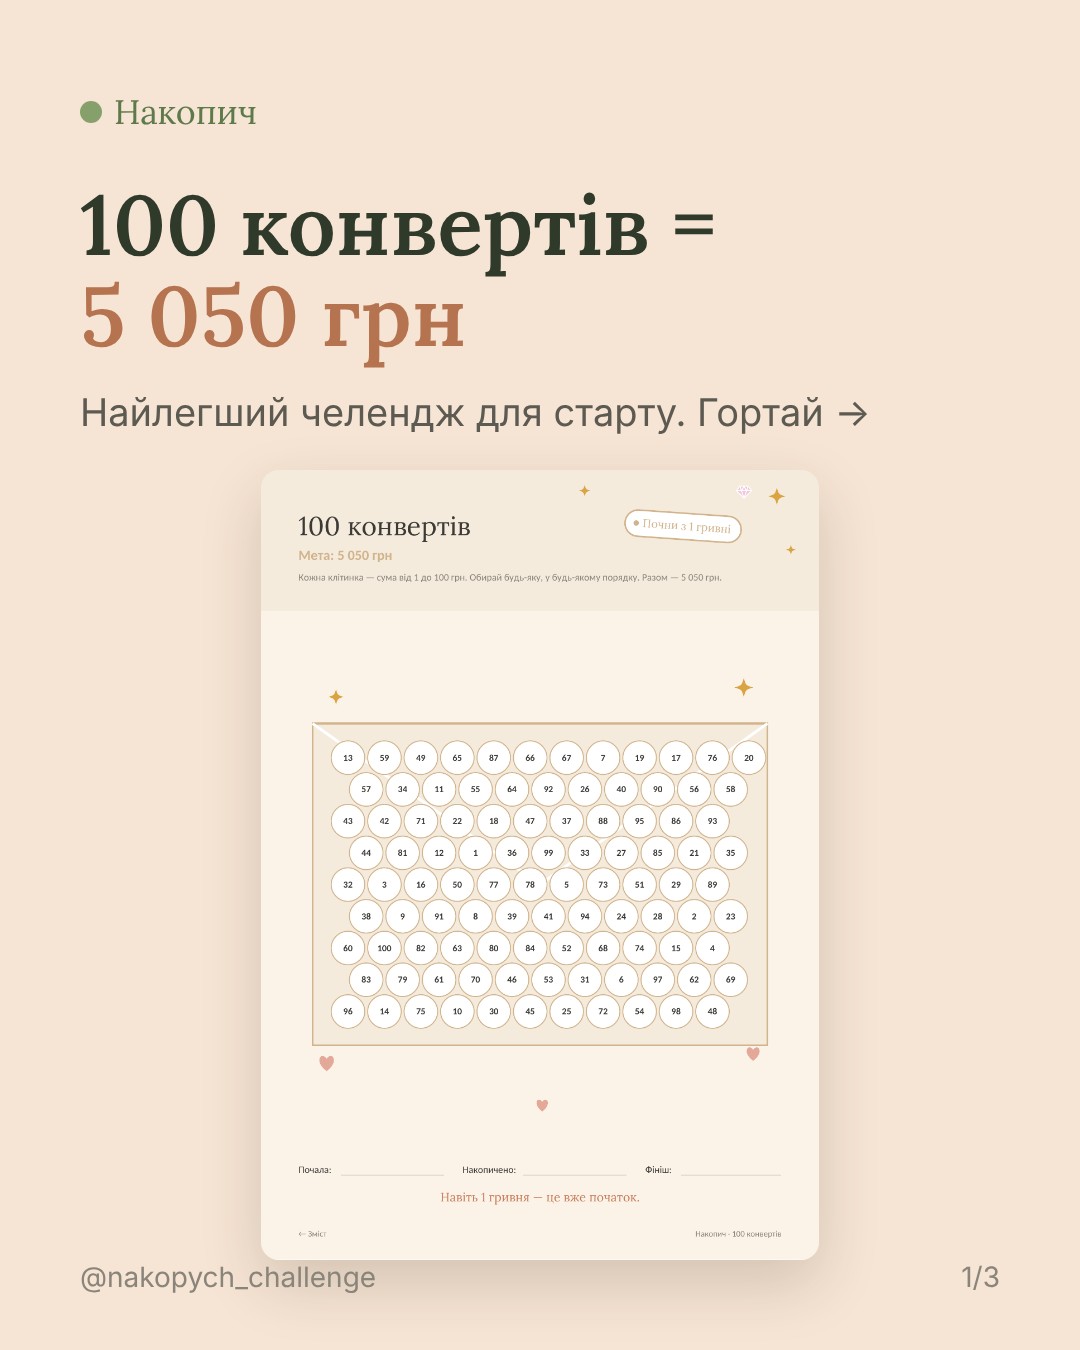 Накопич
100 конвертів =
5 050 грн
Найлегший челендж для старту. Гортай →
100 конвертів
Почни з 1 гривні
Мета: 5 050 грн
Кожна клітинка — сума від 1 до 100 грн. Обирай будь-яку, у будь-якому порядку. Разом — 5 050 грн.
13 59 49 65 87 66 67 7 19 17 76 20
57 34 11 55 64 92 26 40 90 56 58
43 42 71 22 18 47 37 88 95 86 93
44 81 12 1 36 99 33 27 85 21 35
32 3 16 50 77 78 5 73 51 29 89
38 9 91 8 39 41 94 24 28 2 23
60 100 82 63 80 84 52 68 74 15 4
83 79 61 70 46 53 31 6 97 62 69
96 14 75 10 30 45 25 72 54 98 48
Почала: Накопичено: Фініш:
Навіть 1 гривня — це вже початок.
← Зміст Накопич · 100 конвертів
@nakopych_challenge 1/3